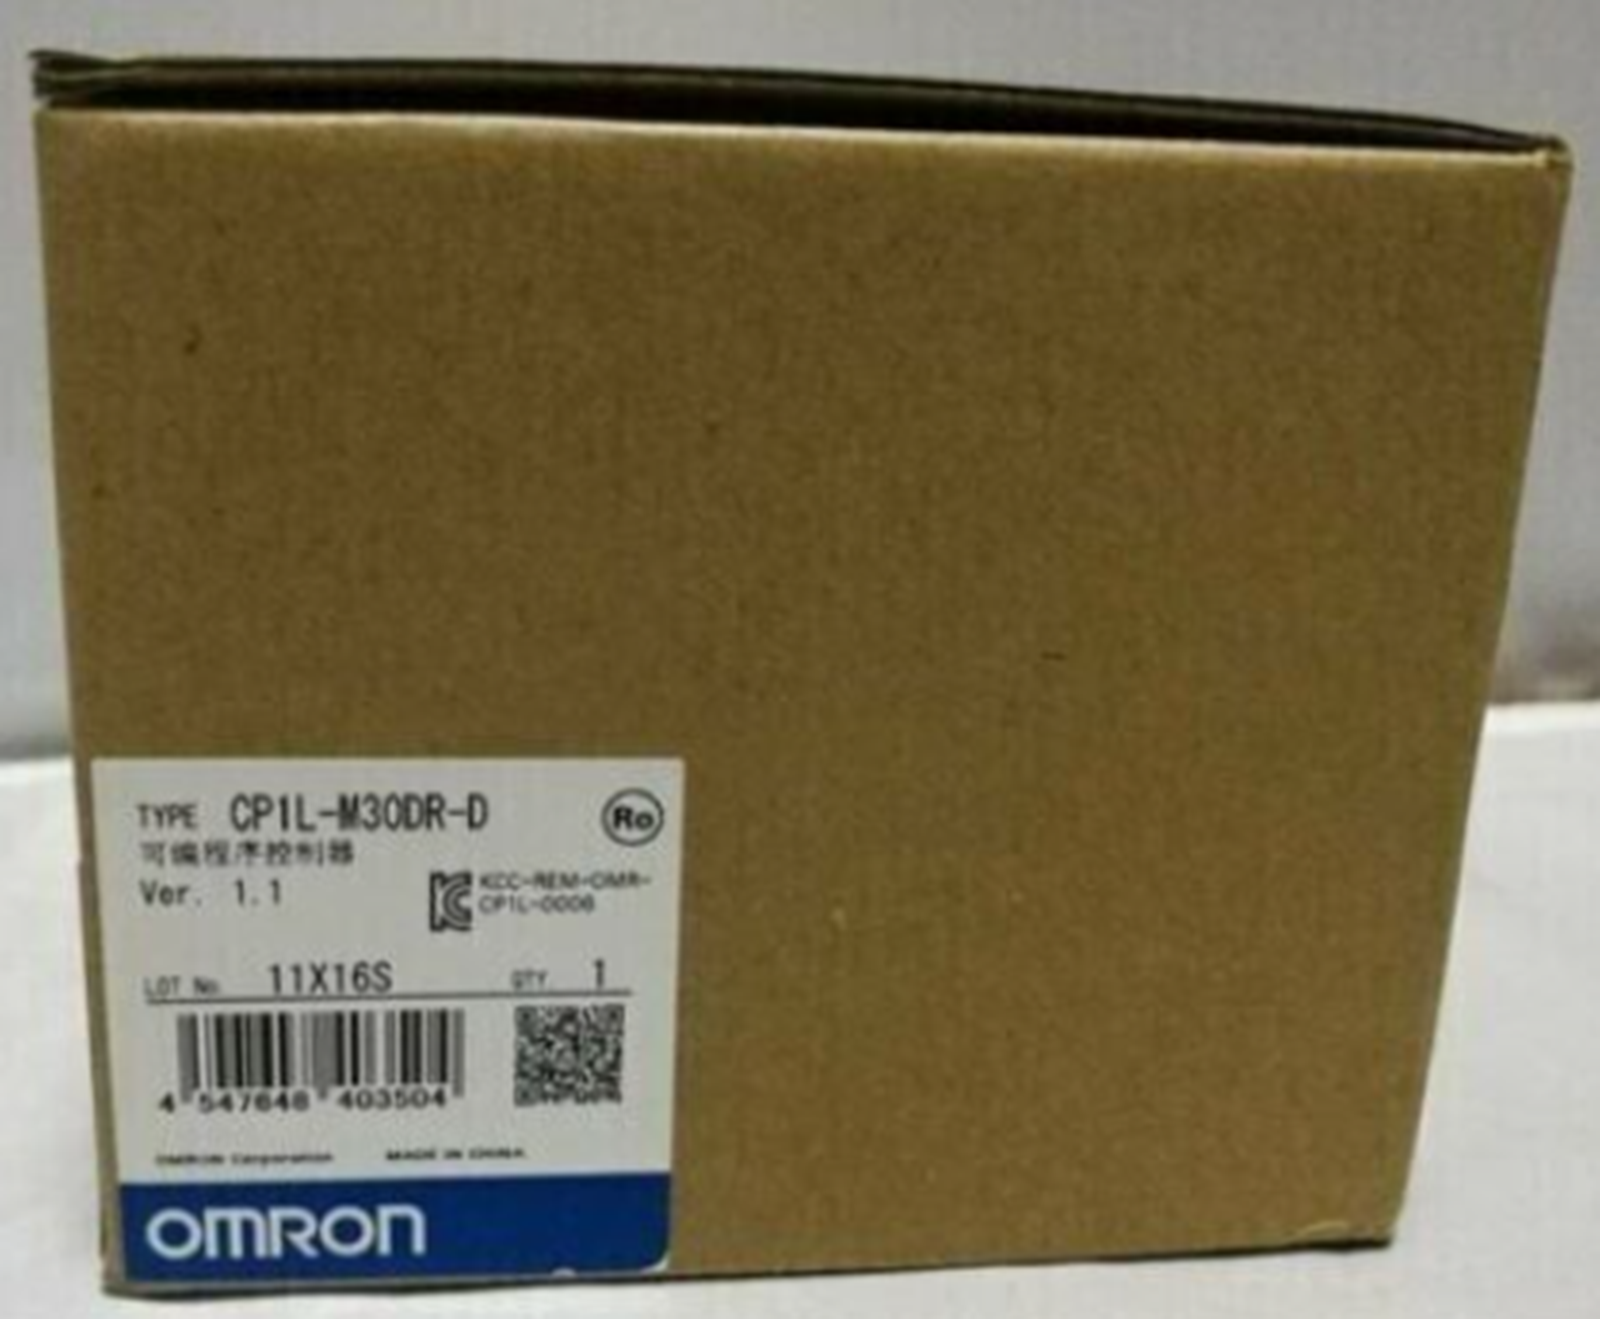 TYPE CP1L-M30DR-D
Ro
可编程序控制器
Ver. 1.1
KCC-REM-OMR-
CP1L-0006
LOT No. 11X16S QTY 1
4 547648 403504
OMRON Corporation MADE IN CHINA
OMRON